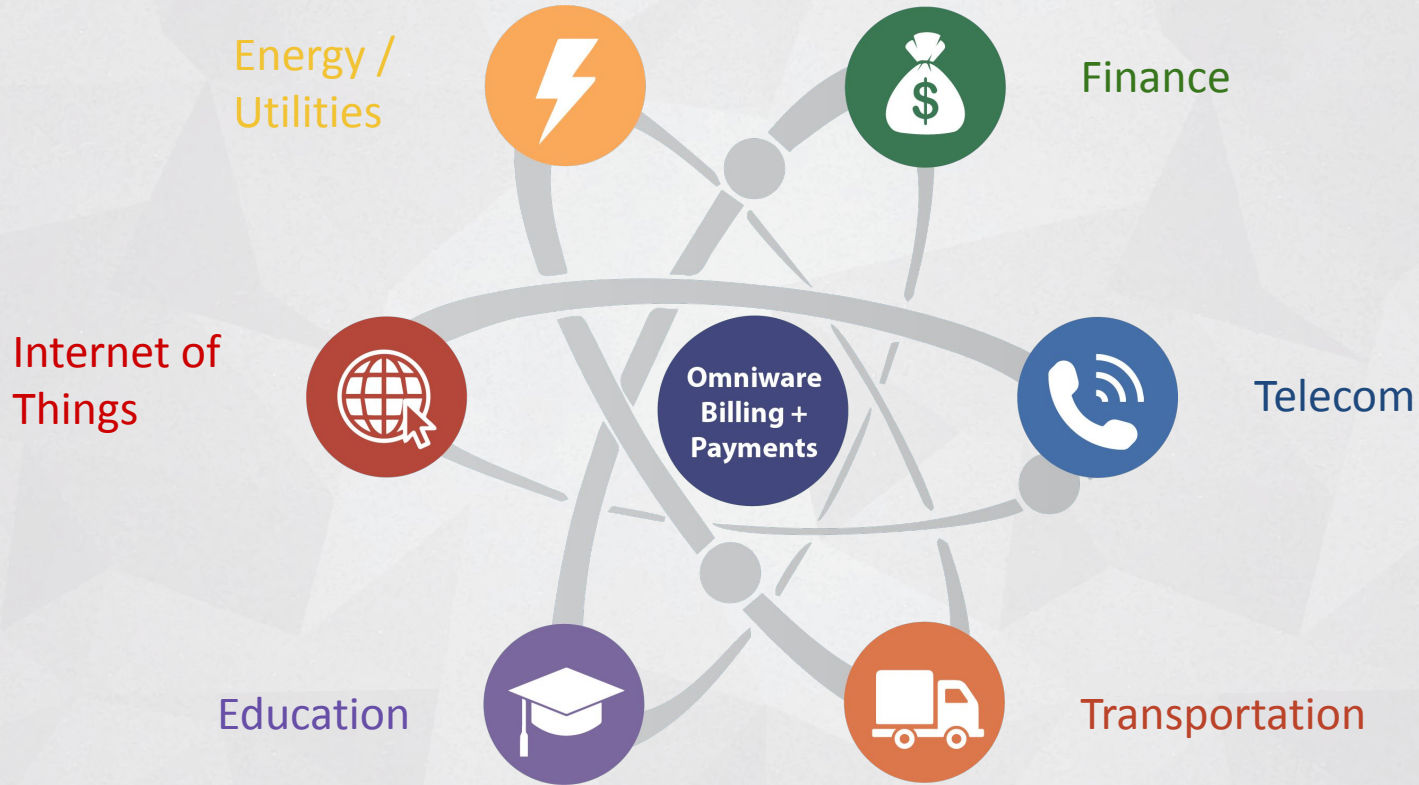 Energy /
Utilities
$
Finance
Internet of
Things
Omniware
Billing +
Payments
Telecom
Education
Transportation